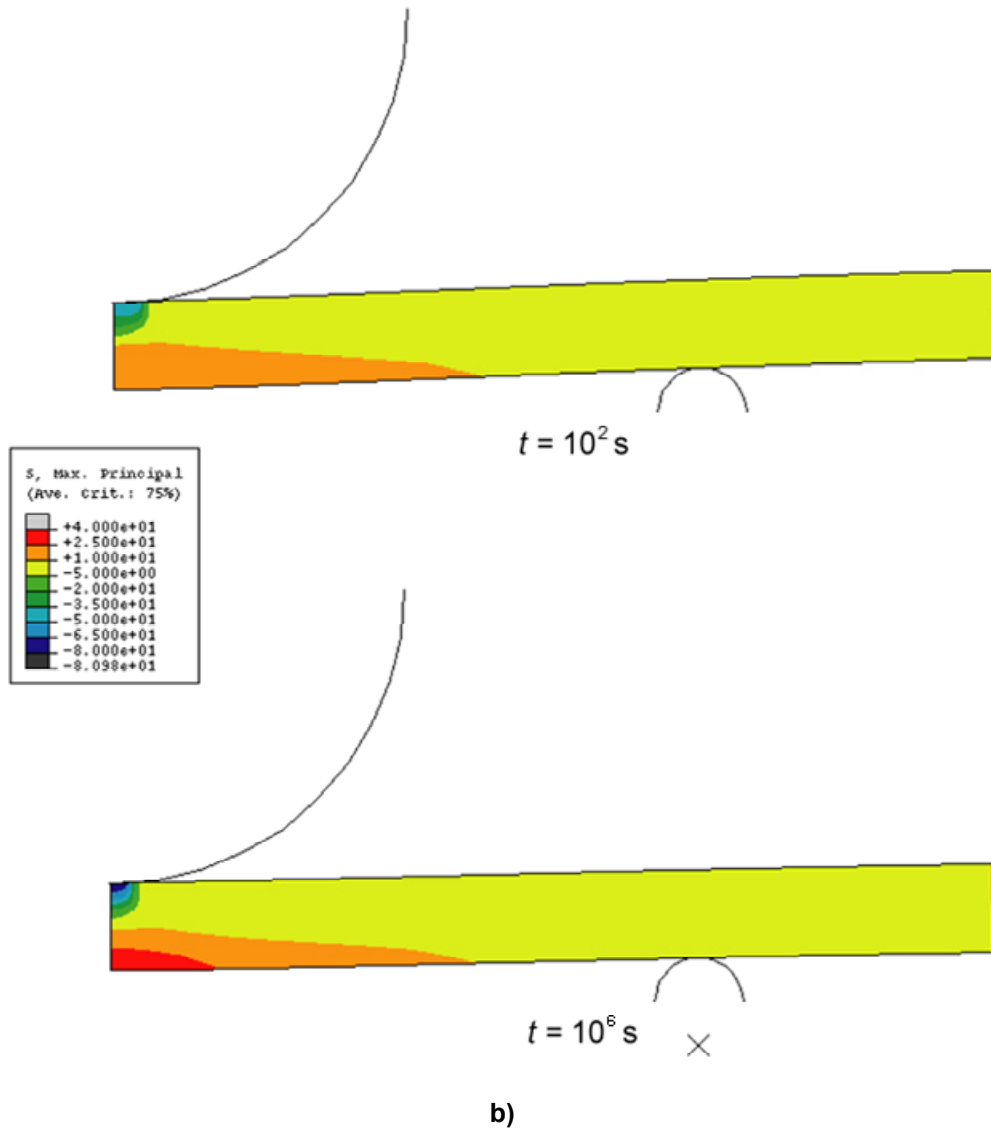 t = 10² s
S, Max. Principal
(Ave. Crit.: 75%)
+4.000e+01
+2.500e+01
+1.000e+01
-5.000e+00
-2.000e+01
-3.500e+01
-5.000e+01
-6.500e+01
-8.000e+01
-8.098e+01
t = 10⁶ s
b)